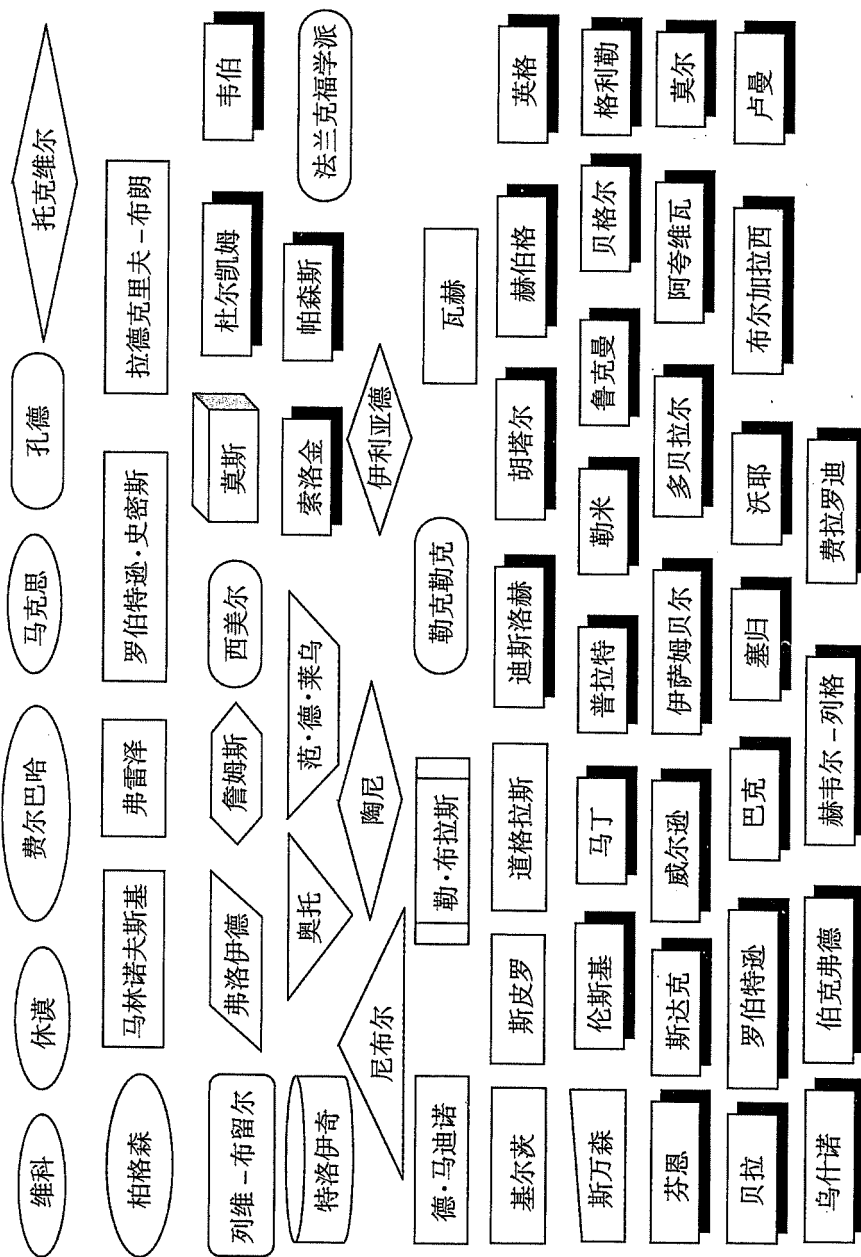 维科 休谟 费尔巴哈 马克思 孔德 托克维尔
柏格森 马林诺夫斯基 弗雷泽 罗伯特逊·史密斯 拉德克里夫-布朗
列维-布留尔 弗洛伊德 詹姆斯 西美尔 莫斯 杜尔凯姆 韦伯
特洛伊奇 奥托 范·德·莱乌 索洛金 帕森斯 法兰克福学派
尼布尔 陶尼 伊利亚德
德·马迪诺 勒·布拉斯 勒克勒克 瓦赫
基尔茨 斯皮罗 道格拉斯 迪斯洛赫 胡塔尔 赫伯格 英格
斯万森 伦斯基 马丁 普拉特 勒米 鲁克曼 贝格尔 格利勒
芬恩 斯达克 威尔逊 伊萨姆贝尔 多贝拉尔 阿夸维瓦 莫尔
贝拉 罗伯特逊 巴克 塞归 沃耶 布尔加拉西 卢曼
乌什诺 伯克弗德 赫韦尔-列格 费拉罗迪